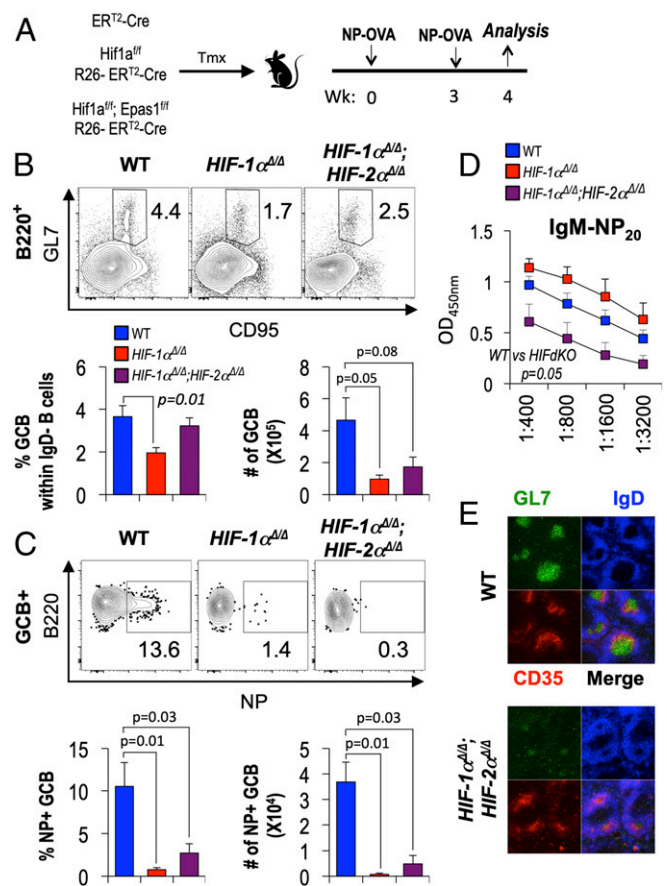 A
ER^T2-Cre
Hif1a^f/f
R26- ER^T2-Cre
Hif1a^f/f; Epas1^f/f
R26- ER^T2-Cre
Tmx
NP-OVA NP-OVA Analysis
Wk: 0 3 4
B
WT HIF-1α^Δ/Δ HIF-1α^Δ/Δ;
HIF-2α^Δ/Δ
B220+
GL7
4.4 1.7 2.5
CD95
WT
HIF-1α^Δ/Δ
HIF-1α^Δ/Δ;HIF-2α^Δ/Δ
% GCB
within IgD- B cells
6
4
2
0
p=0.01
# of GCB
(X10^5)
8
6
4
2
0
p=0.08
p=0.05
C
WT HIF-1α^Δ/Δ HIF-1α^Δ/Δ;
HIF-2α^Δ/Δ
GCB+
B220
13.6 1.4 0.3
NP
% NP+ GCB
15
10
5
0
p=0.03
p=0.01
# of NP+ GCB
(X10^4)
5
4
3
2
1
0
p=0.03
p=0.01
D
WT
HIF-1α^Δ/Δ
HIF-1α^Δ/Δ;HIF-2α^Δ/Δ
IgM-NP20
OD450nm
1.5
1
0.5
0
WT vs HIFdKO
p=0.05
1:400
1:800
1:1600
1:3200
E
GL7 IgD
WT
CD35 Merge
HIF-1α^Δ/Δ;
HIF-2α^Δ/Δ